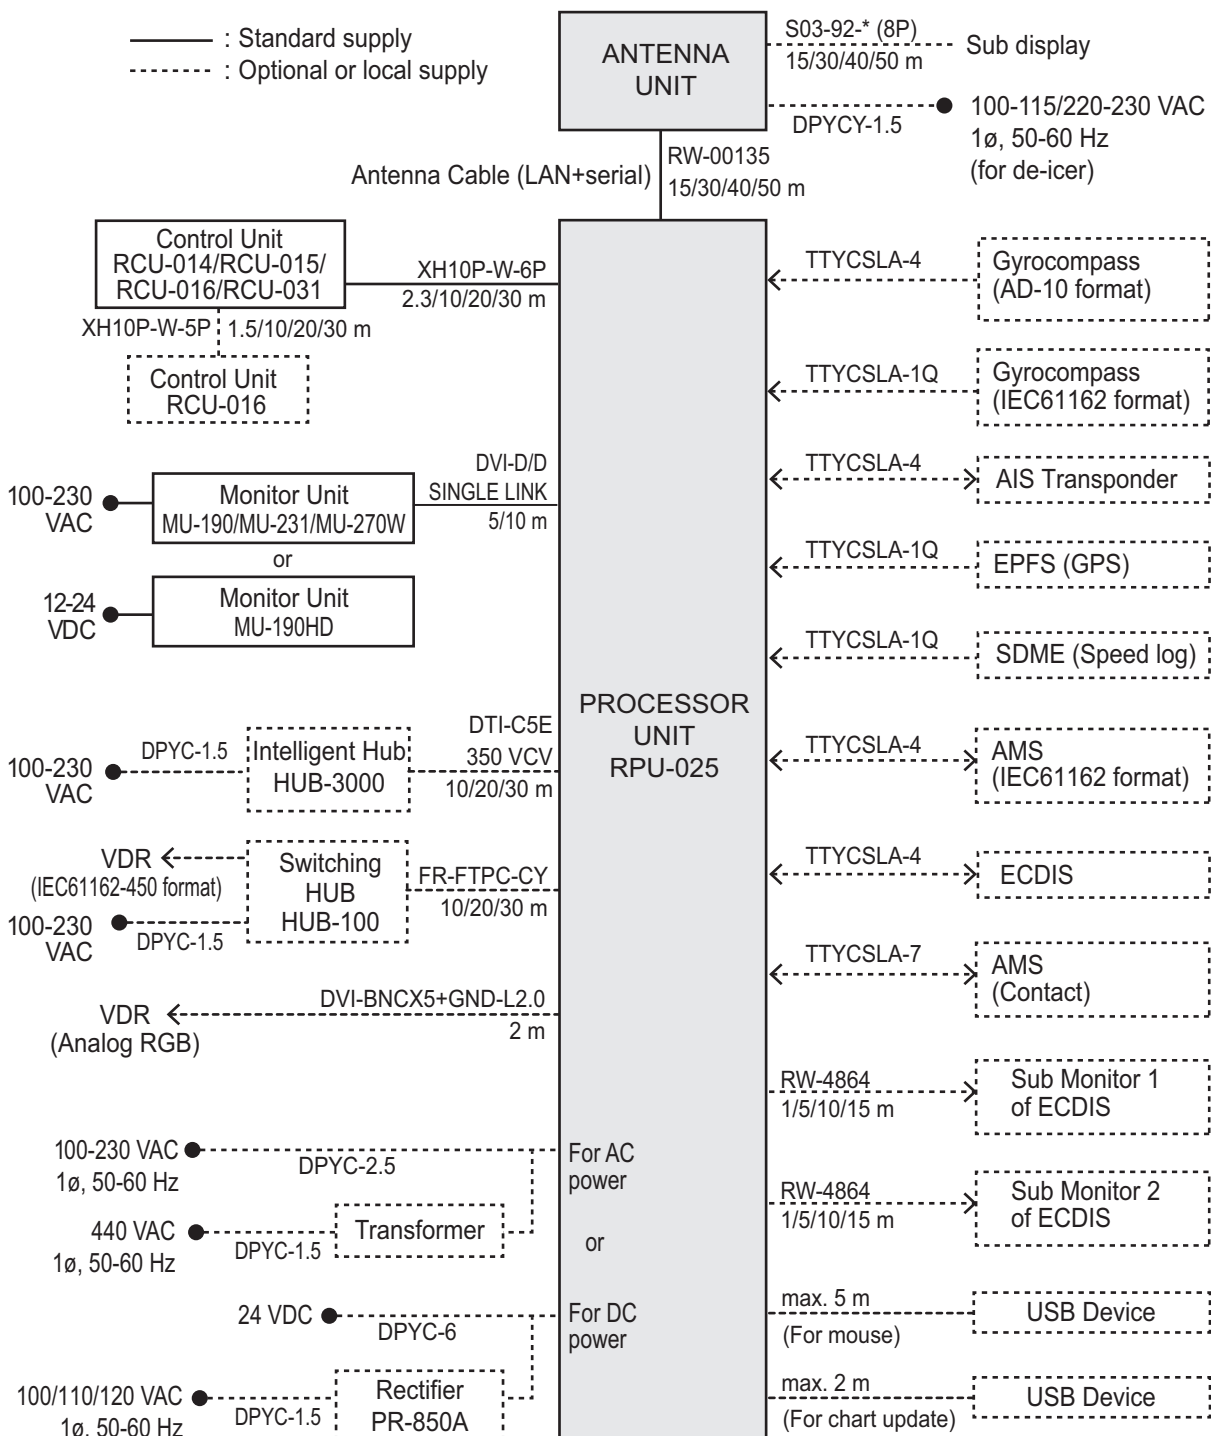 : Standard supply
: Optional or local supply
ANTENNA
UNIT
S03-92-* (8P)
15/30/40/50 m
Sub display
DPYCY-1.5
100-115/220-230 VAC
1ø, 50-60 Hz
(for de-icer)
Antenna Cable (LAN+serial)
RW-00135
15/30/40/50 m
Control Unit
RCU-014/RCU-015/
RCU-016/RCU-031
XH10P-W-6P
2.3/10/20/30 m
XH10P-W-5P
1.5/10/20/30 m
Control Unit
RCU-016
100-230
VAC
Monitor Unit
MU-190/MU-231/MU-270W
DVI-D/D
SINGLE LINK
5/10 m
or
12-24
VDC
Monitor Unit
MU-190HD
100-230
VAC
DPYC-1.5
Intelligent Hub
HUB-3000
DTI-C5E
350 VCV
10/20/30 m
VDR
(IEC61162-450 format)
100-230
VAC
DPYC-1.5
Switching
HUB
HUB-100
FR-FTPC-CY
10/20/30 m
VDR
(Analog RGB)
DVI-BNCX5+GND-L2.0
2 m
100-230 VAC
1ø, 50-60 Hz
DPYC-2.5
440 VAC
1ø, 50-60 Hz
DPYC-1.5
Transformer
For AC
power
or
24 VDC
DPYC-6
For DC
power
100/110/120 VAC
1ø, 50-60 Hz
DPYC-1.5
Rectifier
PR-850A
PROCESSOR
UNIT
RPU-025
TTYCSLA-4
Gyrocompass
(AD-10 format)
TTYCSLA-1Q
Gyrocompass
(IEC61162 format)
TTYCSLA-4
AIS Transponder
TTYCSLA-1Q
EPFS (GPS)
TTYCSLA-1Q
SDME (Speed log)
TTYCSLA-4
AMS
(IEC61162 format)
TTYCSLA-4
ECDIS
TTYCSLA-7
AMS
(Contact)
RW-4864
1/5/10/15 m
Sub Monitor 1
of ECDIS
RW-4864
1/5/10/15 m
Sub Monitor 2
of ECDIS
max. 5 m
(For mouse)
USB Device
max. 2 m
(For chart update)
USB Device